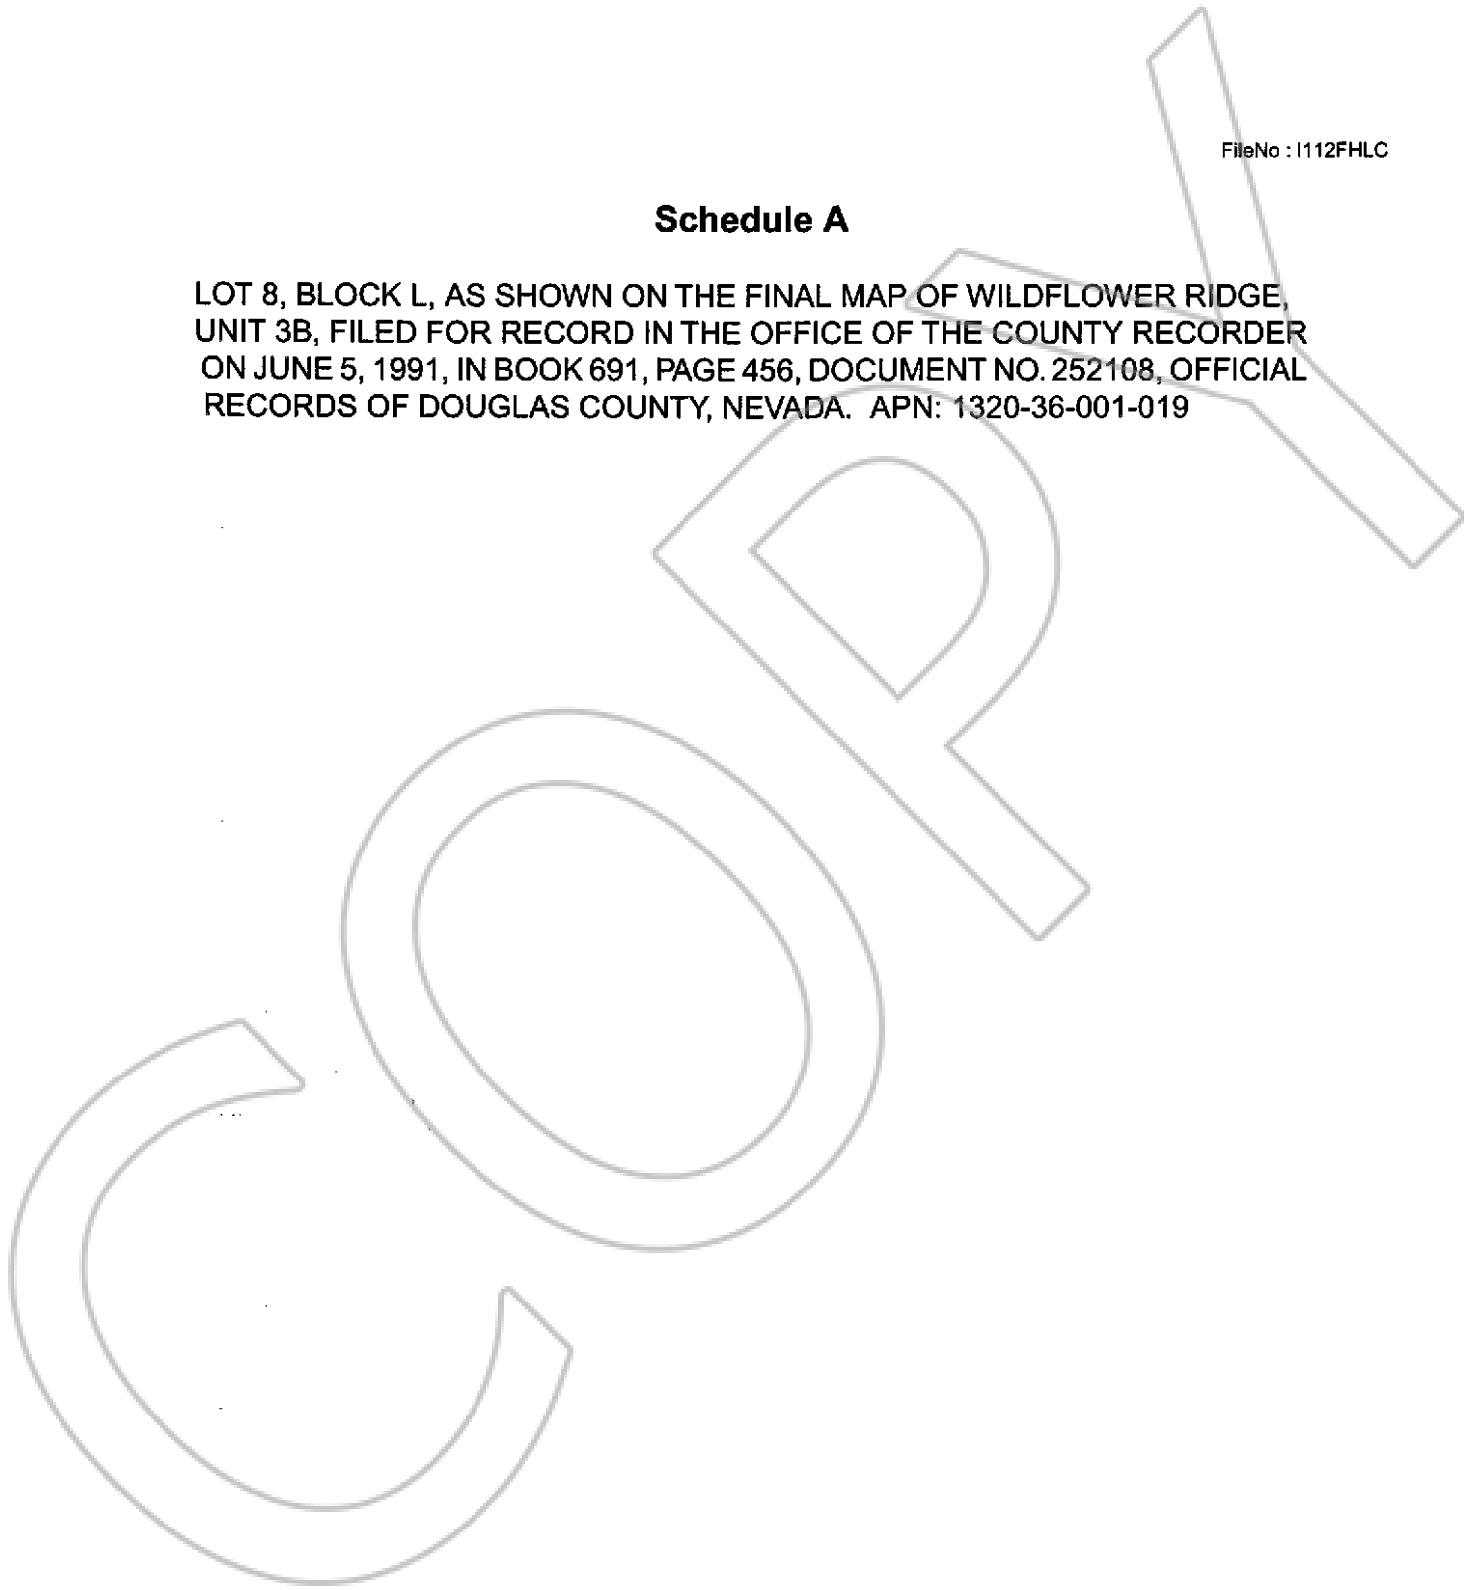 FileNo : I112FHLC
Schedule A
LOT 8, BLOCK L, AS SHOWN ON THE FINAL MAP OF WILDFLOWER RIDGE,
UNIT 3B, FILED FOR RECORD IN THE OFFICE OF THE COUNTY RECORDER
ON JUNE 5, 1991, IN BOOK 691, PAGE 456, DOCUMENT NO. 252108, OFFICIAL
RECORDS OF DOUGLAS COUNTY, NEVADA. APN: 1320-36-001-019
COPY